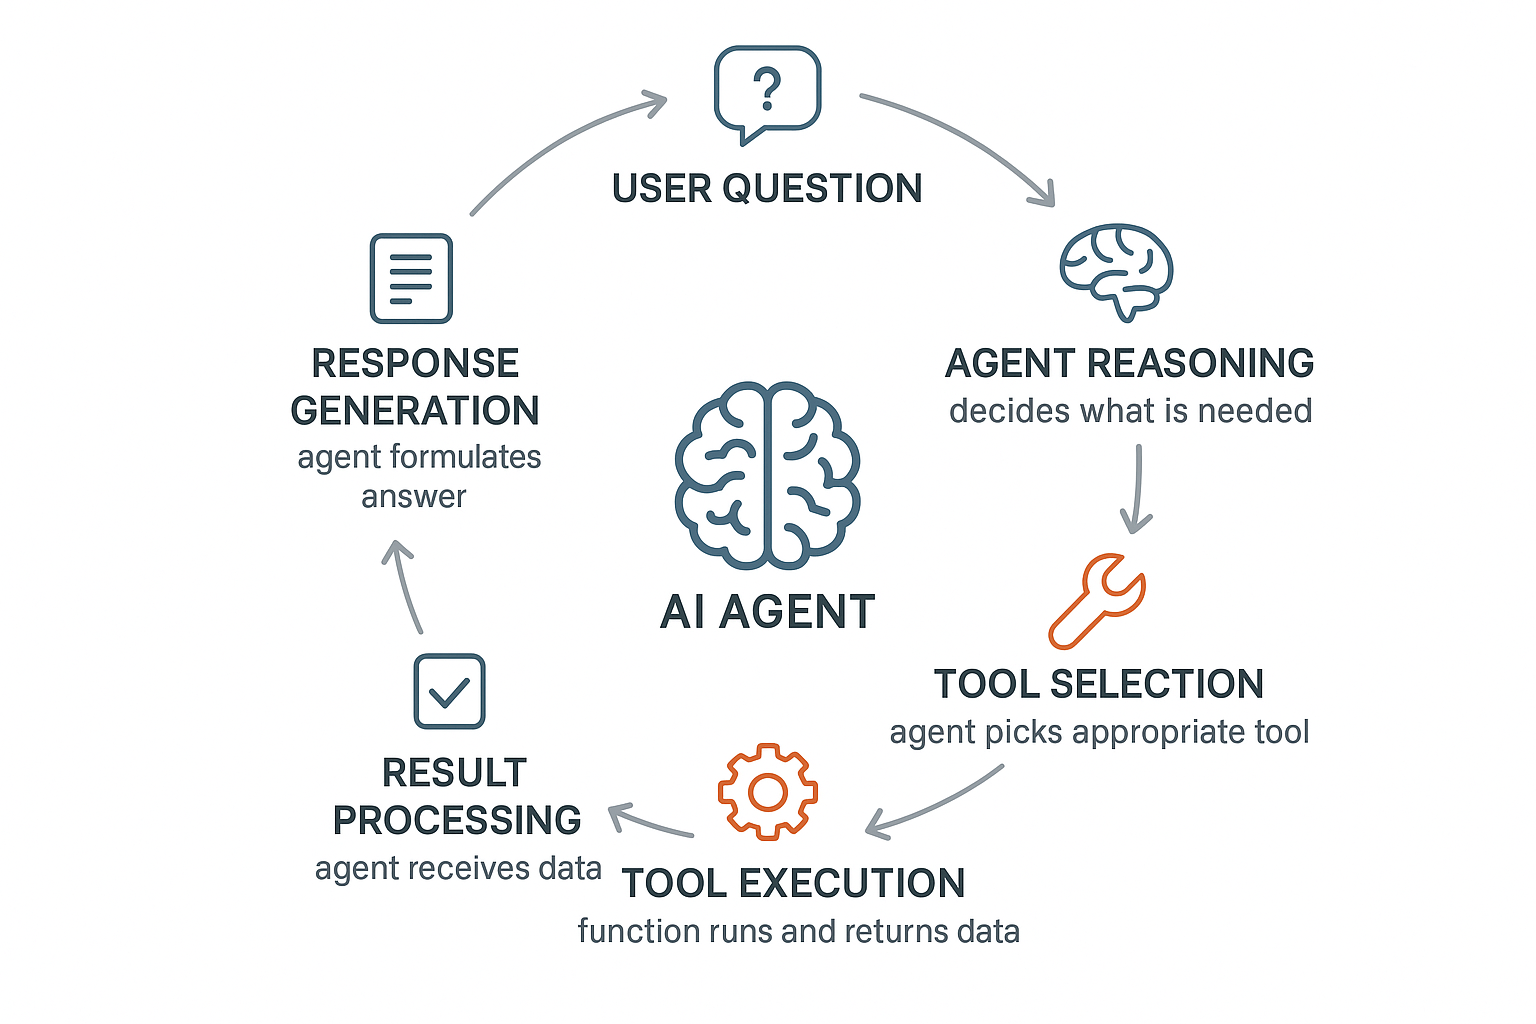 ?
USER QUESTION
AGENT REASONING
decides what is needed
TOOL SELECTION
agent picks appropriate tool
TOOL EXECUTION
function runs and returns data
RESULT
PROCESSING
agent receives data
RESPONSE
GENERATION
agent formulates
answer
AI AGENT